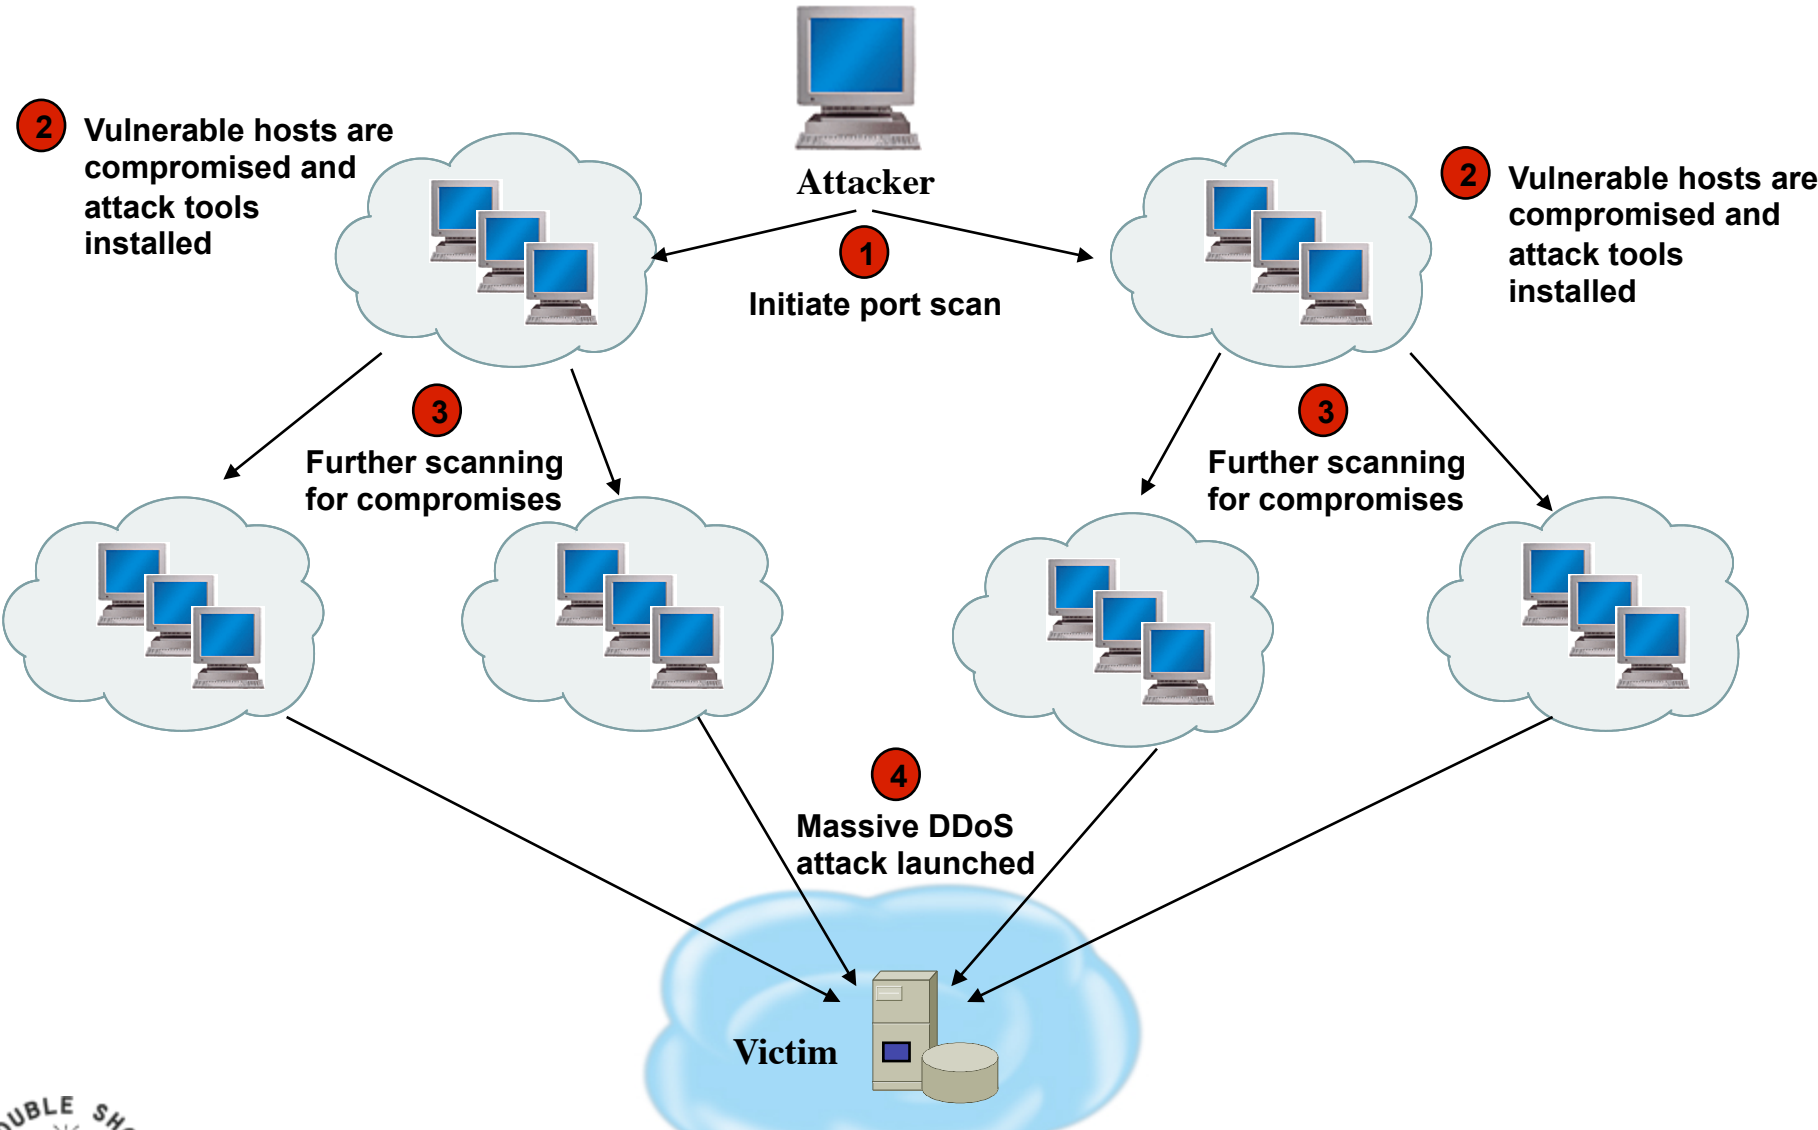 2
Vulnerable hosts are
compromised and
attack tools
installed
Attacker
2
Vulnerable hosts are
compromised and
attack tools
installed
1
Initiate port scan
3
Further scanning
for compromises
3
Further scanning
for compromises
4
Massive DDoS
attack launched
Victim